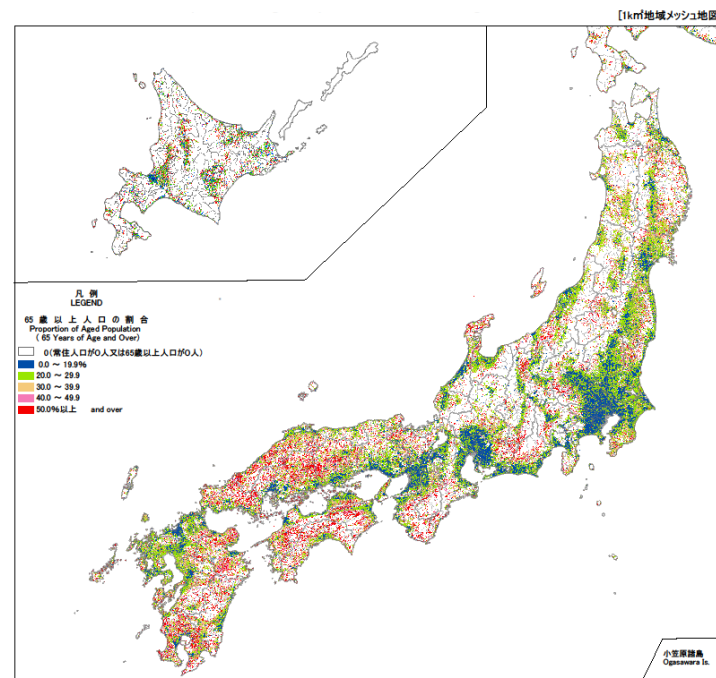 [1k㎡地域メッシュ地図
凡 例
LEGEND
65 歳 以 上 人 口 の 割 合
Proportion of Aged Population
( 65 Years of Age and Over)
0(常住人口が0人又は65歳以上人口が0人)
0.0 ～ 19.9%
20.0 ～ 29.9
30.0 ～ 39.9
40.0 ～ 49.9
50.0%以上 and over
小笠原諸島
Ogasawara Is.